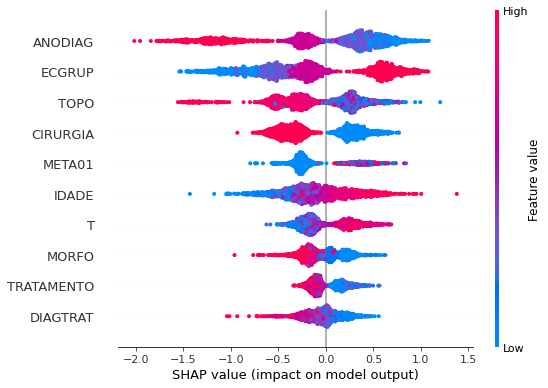 High
ANODIAG
ECGRUP
TOPO
CIRURGIA
META01
IDADE
T
MORFO
TRATAMENTO
DIAGTRAT
Feature value
Low
−2.0 −1.5 −1.0 −0.5 0.0 0.5 1.0 1.5
SHAP value (impact on model output)